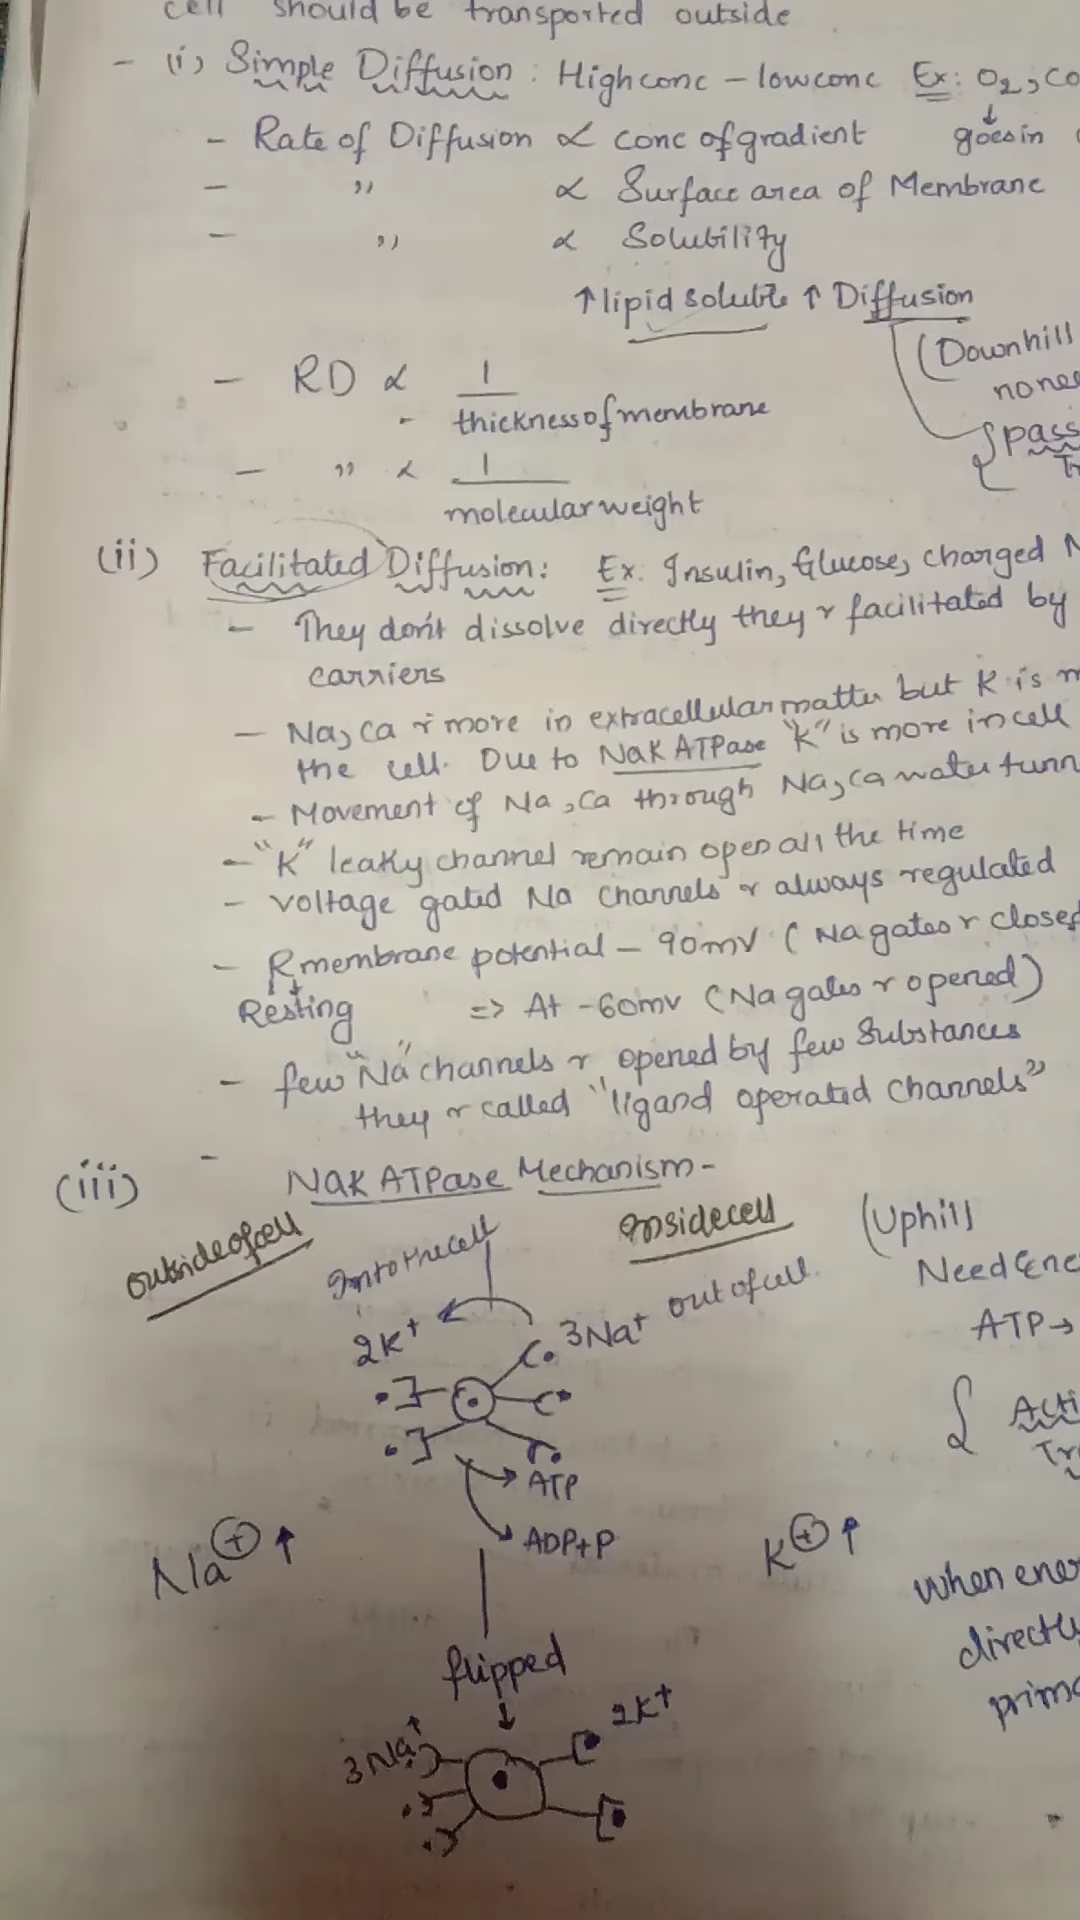 cell should be transported outside
- (i) Simple Diffusion : High conc - low conc Ex: O2, CO
- Rate of Diffusion ∝ conc of gradient goes in
- " ∝ Surface area of Membrane
- " ∝ Solubility
↑ lipid soluble ↑ Diffusion
(Downhill
- RD ∝ 1
thickness of membrane
- " ∝ 1
molecular weight
(ii) Facilitated Diffusion: Ex. Insulin, Glucose, charged
- They don't dissolve directly they r facilitated by
carriers
- Na, Ca r more in extracellular matter but K is
the cell. Due to NaK ATPase "K" is more in cell
- Movement of Na, Ca through Na, Ca water
- "K" leaky channel remain open all the time
- voltage gated Na channels r always regulated
- R membrane potential - 90mV ( Na gates r closed
Resting => At -60mv (Na gates r opened)
- few "Na" channels r opened by few Substances
they r called "ligand operated channels"
(iii) - NaK ATPase Mechanism -
Outside of cell
Into the cell
Inside cell
(Uphill
Need
2K+
3Na+ out of cell.
ATP→
ATP
ADP+P
Na⊕↑
K⊕↑
When
directly
flipped
3Na+
2K+